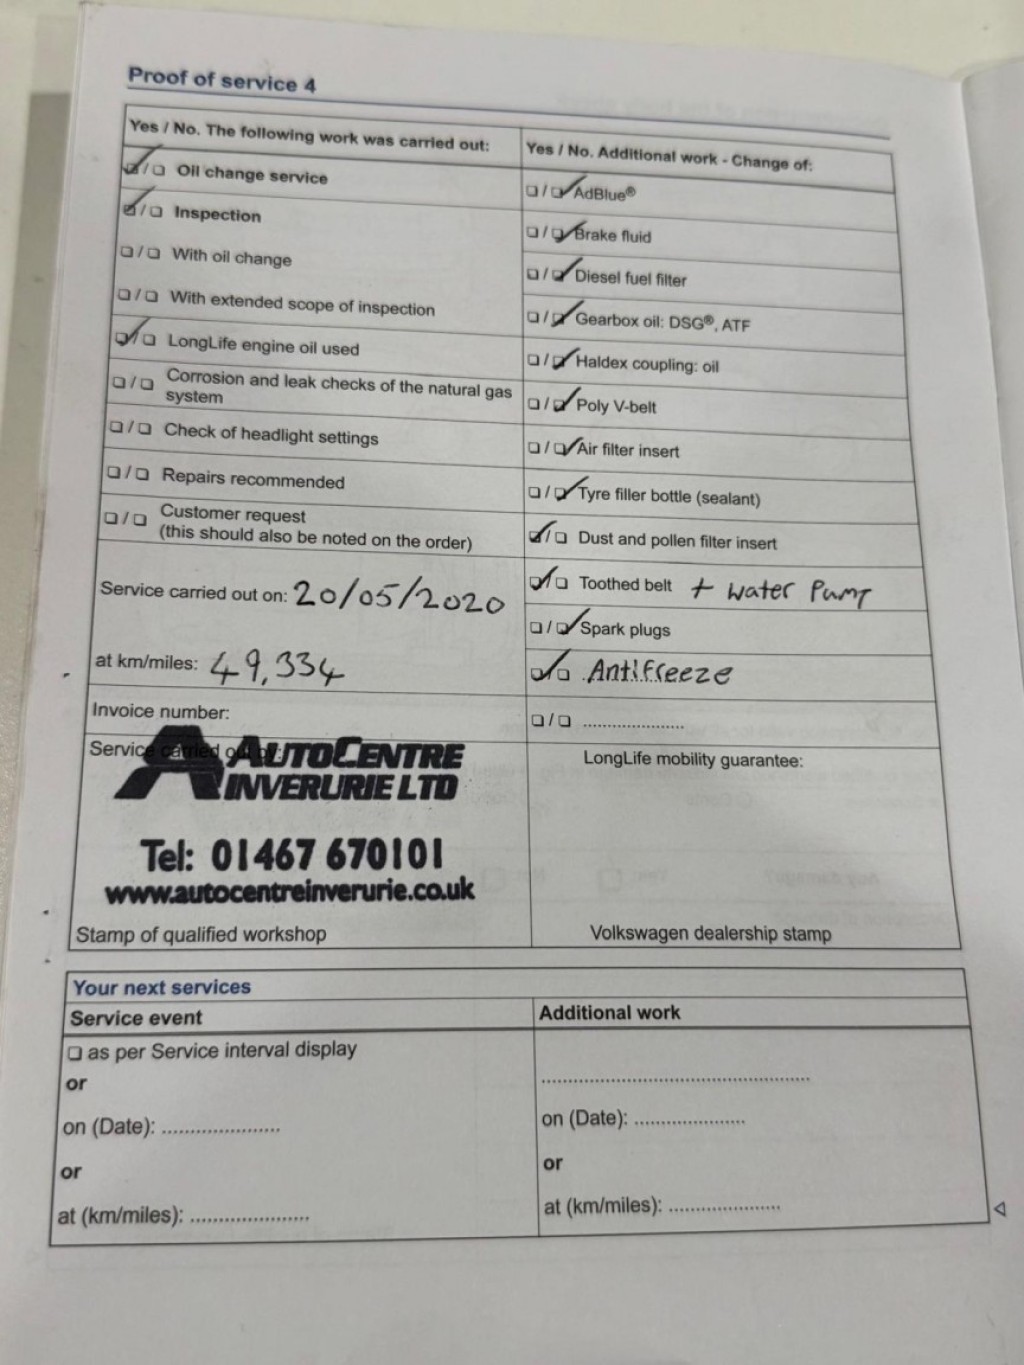 Proof of service 4
Yes / No. The following work was carried out:
☑/☐ Oil change service
☑/☐ Inspection
☐/☐ With oil change
☐/☐ With extended scope of inspection
☑/☐ LongLife engine oil used
☐/☐ Corrosion and leak checks of the natural gas
system
☐/☐ Check of headlight settings
☐/☐ Repairs recommended
☐/☐ Customer request
(this should also be noted on the order)
Service carried out on: 20/05/2020
at km/miles: 49,334
Invoice number:
Service carried out by:
AUTOCENTRE
INVERURIE LTD
Tel: 01467 670101
www.autocentreinverurie.co.uk
Stamp of qualified workshop
Yes / No. Additional work - Change of:
☐/☑ AdBlue®
☐/☑ Brake fluid
☐/☑ Diesel fuel filter
☐/☑ Gearbox oil: DSG®, ATF
☐/☑ Haldex coupling: oil
☐/☑ Poly V-belt
☐/☑ Air filter insert
☐/☑ Tyre filler bottle (sealant)
☑/☐ Dust and pollen filter insert
☑/☐ Toothed belt + Water Pump
☐/☑ Spark plugs
☑/☐ Antifreeze
☐/☐ .....................
LongLife mobility guarantee:
Volkswagen dealership stamp
Your next services
Service event
☐ as per Service interval display
or
on (Date): .....................
or
at (km/miles): .....................
Additional work
................................................
on (Date): .....................
or
at (km/miles): .....................